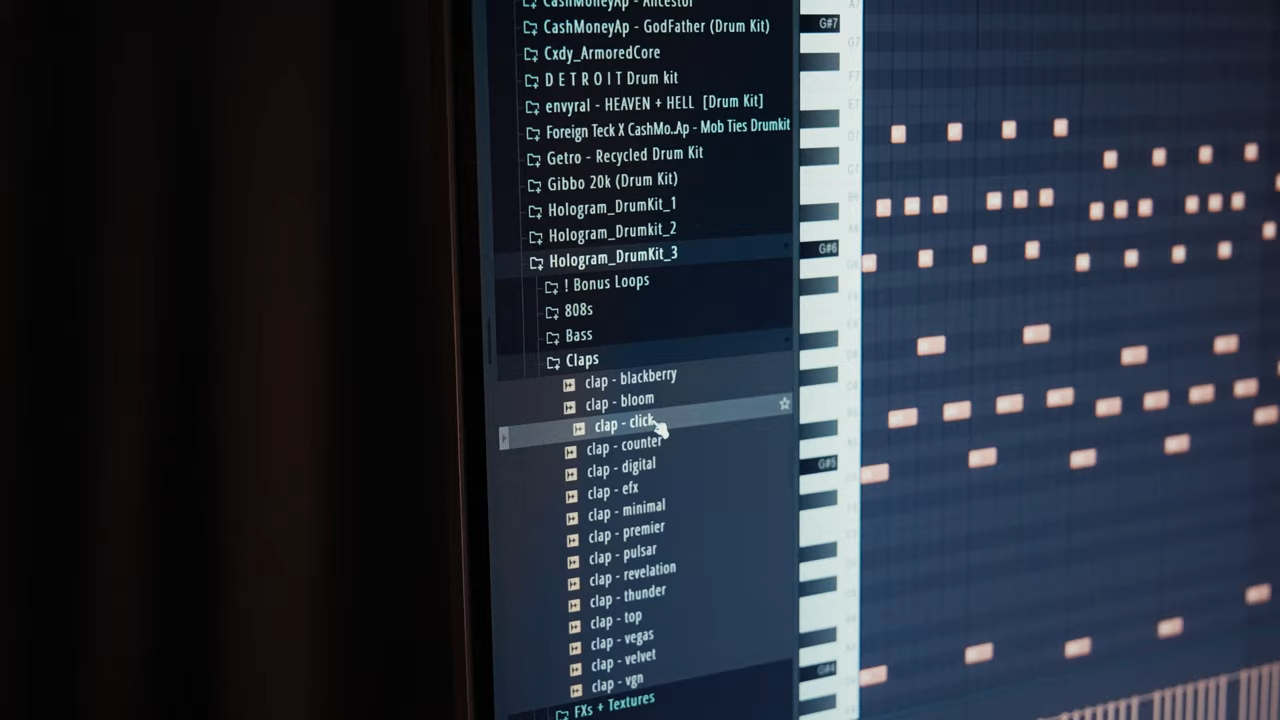 CashMoneyAp - Ancestor
CashMoneyAp - GodFather (Drum Kit)
Cxdy_ArmoredCore
D E T R O I T Drum kit
envyral - HEAVEN + HELL [Drum Kit]
Foreign Teck X CashMo..Ap - Mob Ties Drumkit
Getro - Recycled Drum Kit
Gibbo 20k (Drum Kit)
Hologram_DrumKit_1
Hologram_Drumkit_2
Hologram_DrumKit_3
! Bonus Loops
808s
Bass
Claps
clap - blackberry
clap - bloom
clap - click
clap - counter
clap - digital
clap - efx
clap - minimal
clap - premier
clap - pulsar
clap - revelation
clap - thunder
clap - top
clap - vegas
clap - velvet
clap - vgn
FXs + Textures
G#7
G#6
G#5
G#4